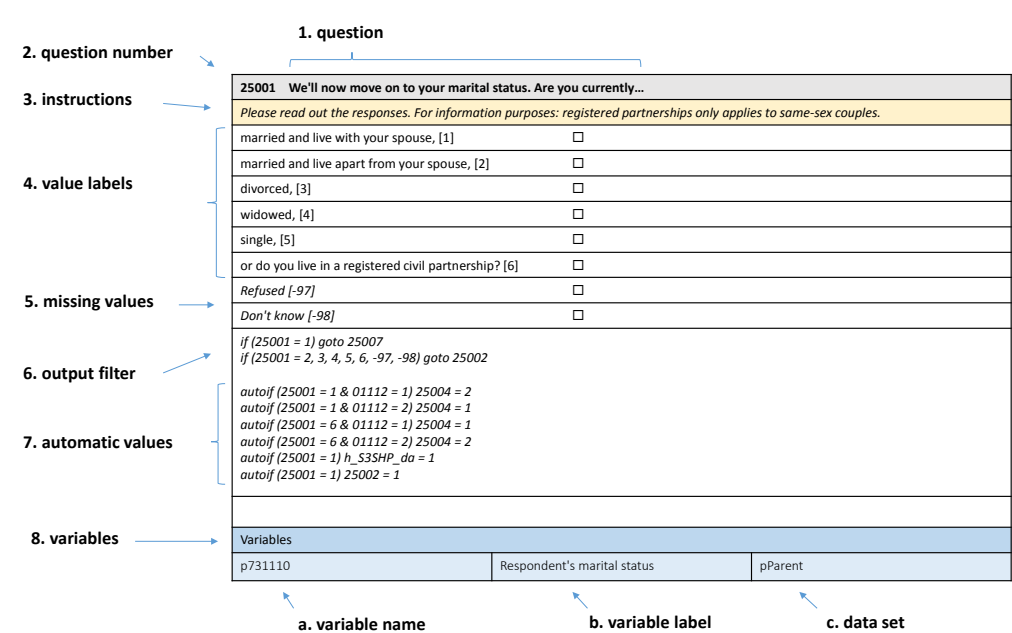 1. question
2. question number
25001 We'll now move on to your marital status. Are you currently…
3. instructions
Please read out the responses. For information purposes: registered partnerships only applies to same-sex couples.
4. value labels
married and live with your spouse, [1]
married and live apart from your spouse, [2]
divorced, [3]
widowed, [4]
single, [5]
or do you live in a registered civil partnership? [6]
5. missing values
Refused [-97]
Don't know [-98]
6. output filter
if (25001 = 1) goto 25007
if (25001 = 2, 3, 4, 5, 6, -97, -98) goto 25002
7. automatic values
autoif (25001 = 1 & 01112 = 1) 25004 = 2
autoif (25001 = 1 & 01112 = 2) 25004 = 1
autoif (25001 = 6 & 01112 = 1) 25004 = 1
autoif (25001 = 6 & 01112 = 2) 25004 = 2
autoif (25001 = 1) h_S3SHP_da = 1
autoif (25001 = 1) 25002 = 1
8. variables
Variables
p731110 Respondent's marital status pParent
a. variable name b. variable label c. data set